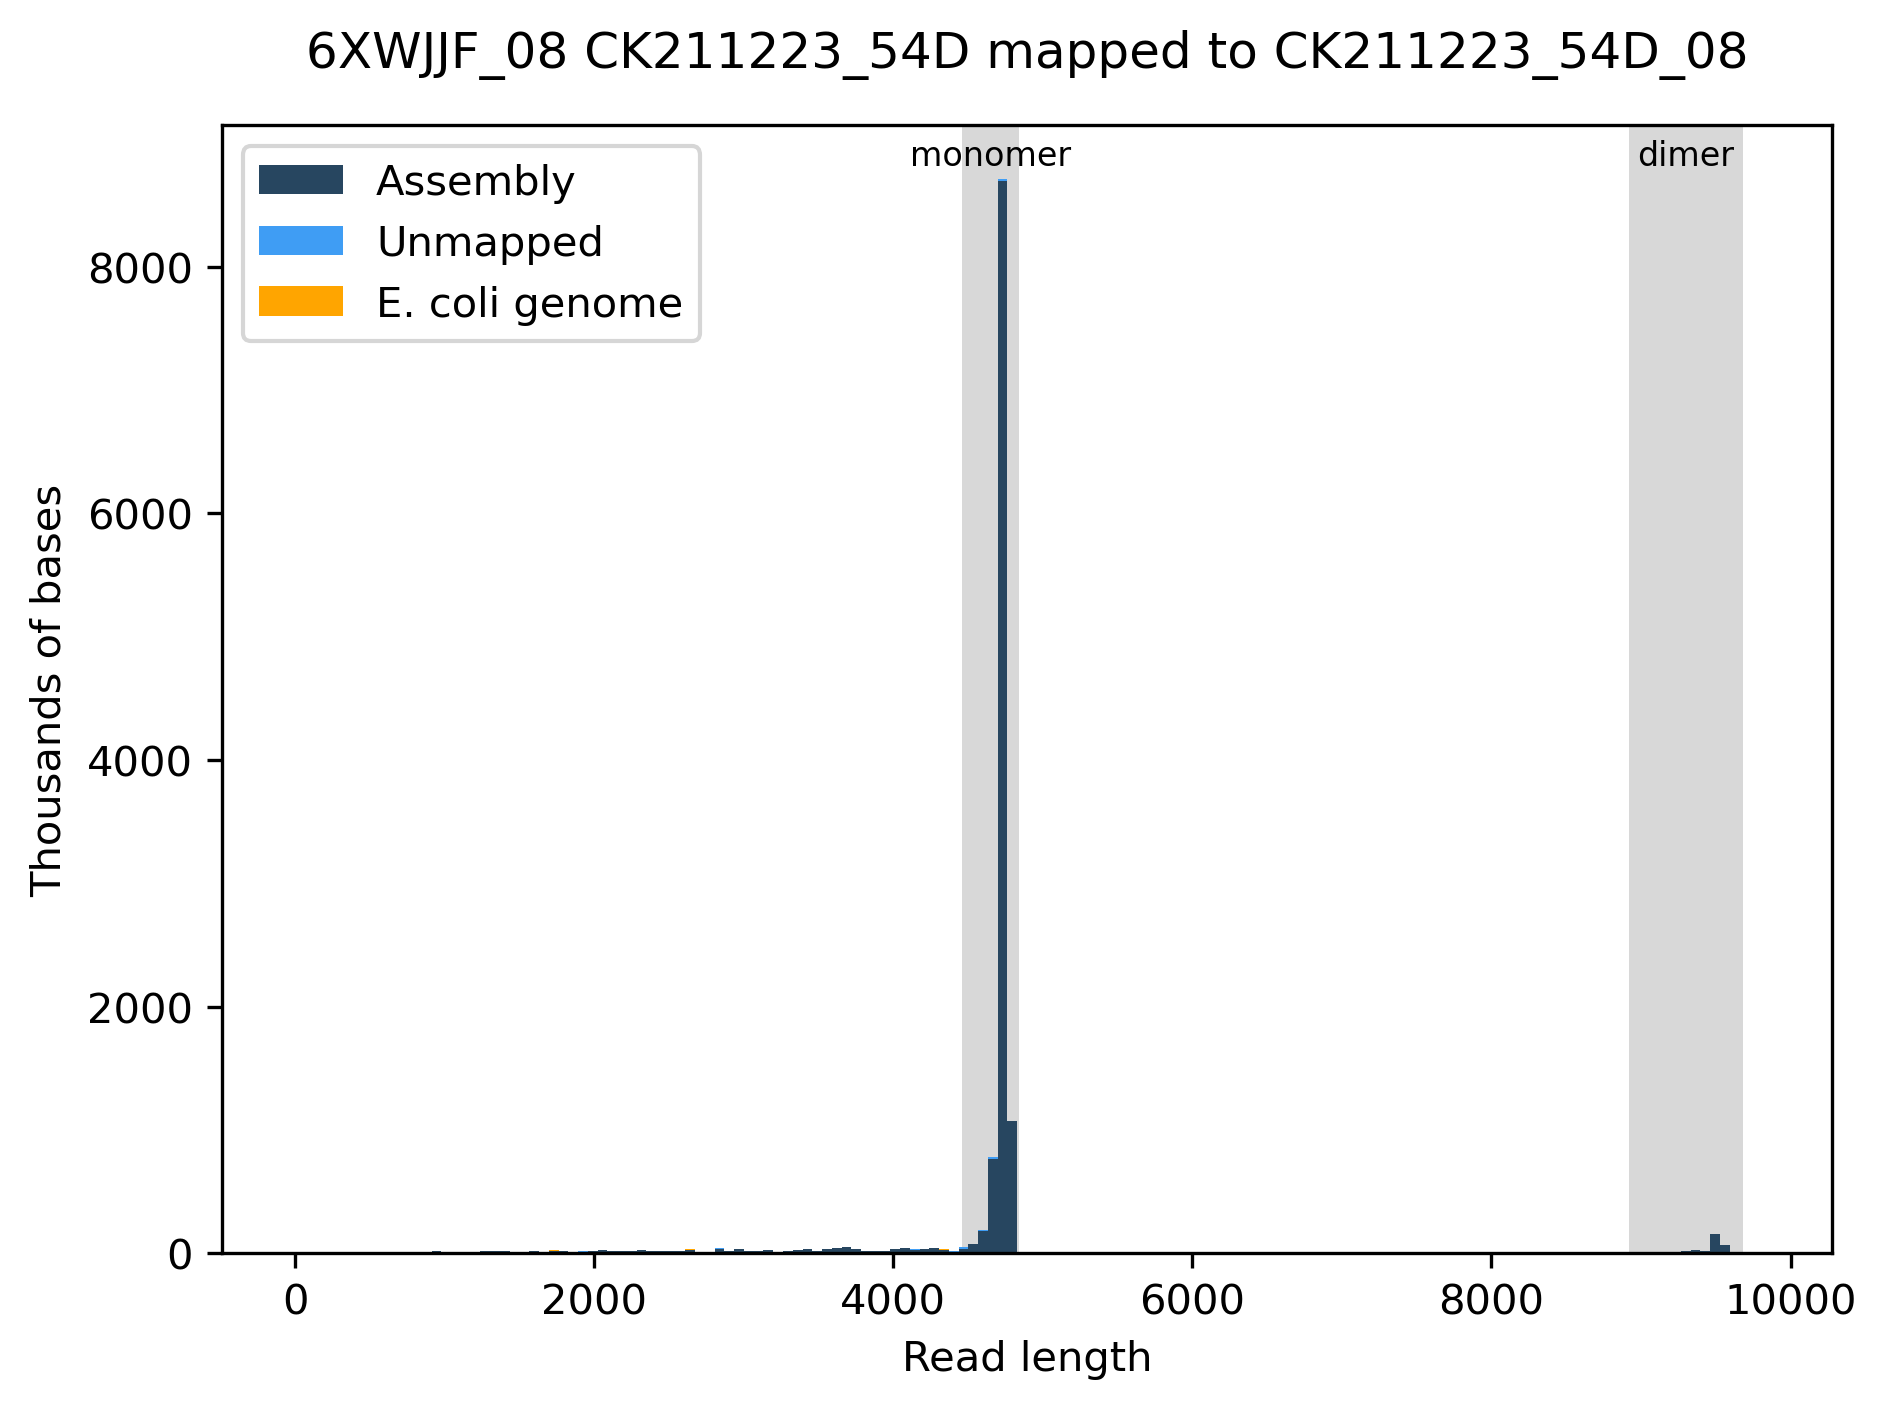 6XWJJF_08 CK211223_54D mapped to CK211223_54D_08
monomer
dimer
Assembly
Unmapped
E. coli genome
8000
6000
4000
2000
0
Thousands of bases
0 2000 4000 6000 8000 10000
Read length